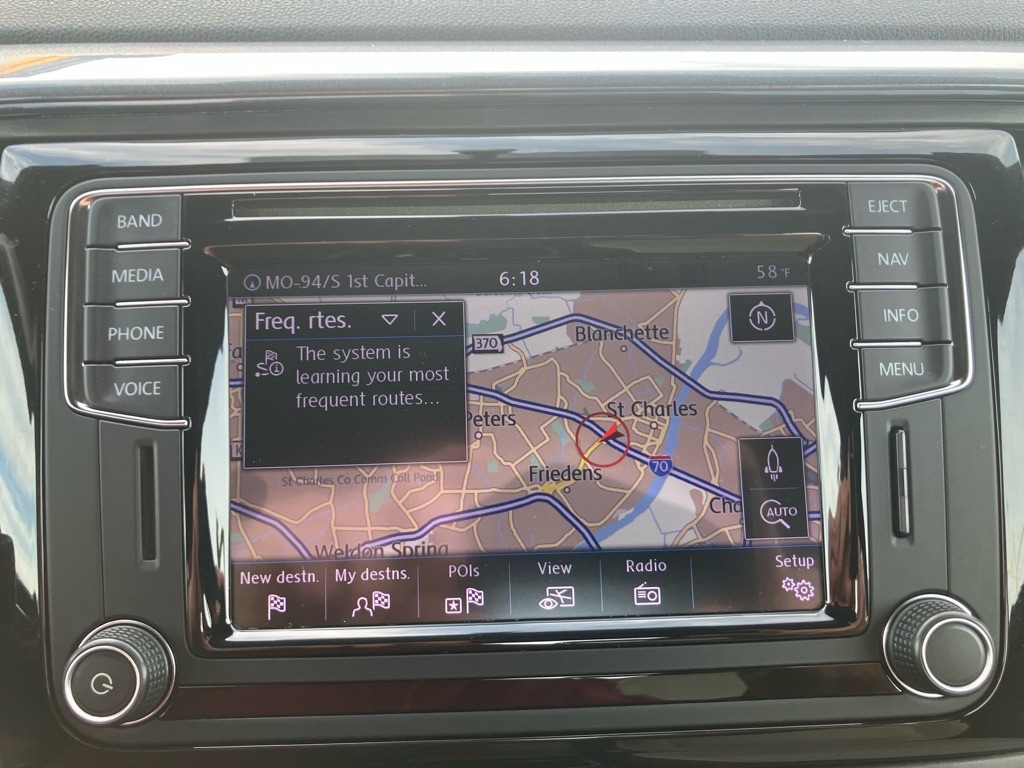 BAND
MEDIA
PHONE
VOICE
EJECT
NAV
INFO
MENU
MO-94/S 1st Capit...
6:18
58°F
Freq. rtes.
The system is
learning your most
frequent routes...
N
370
Blanchette
Peters
St Charles
70
Friedens
St Charles Co Comm Coll Pond
Cha
Weldon Spring
AUTO
New destn.
My destns.
POIs
View
Radio
Setup